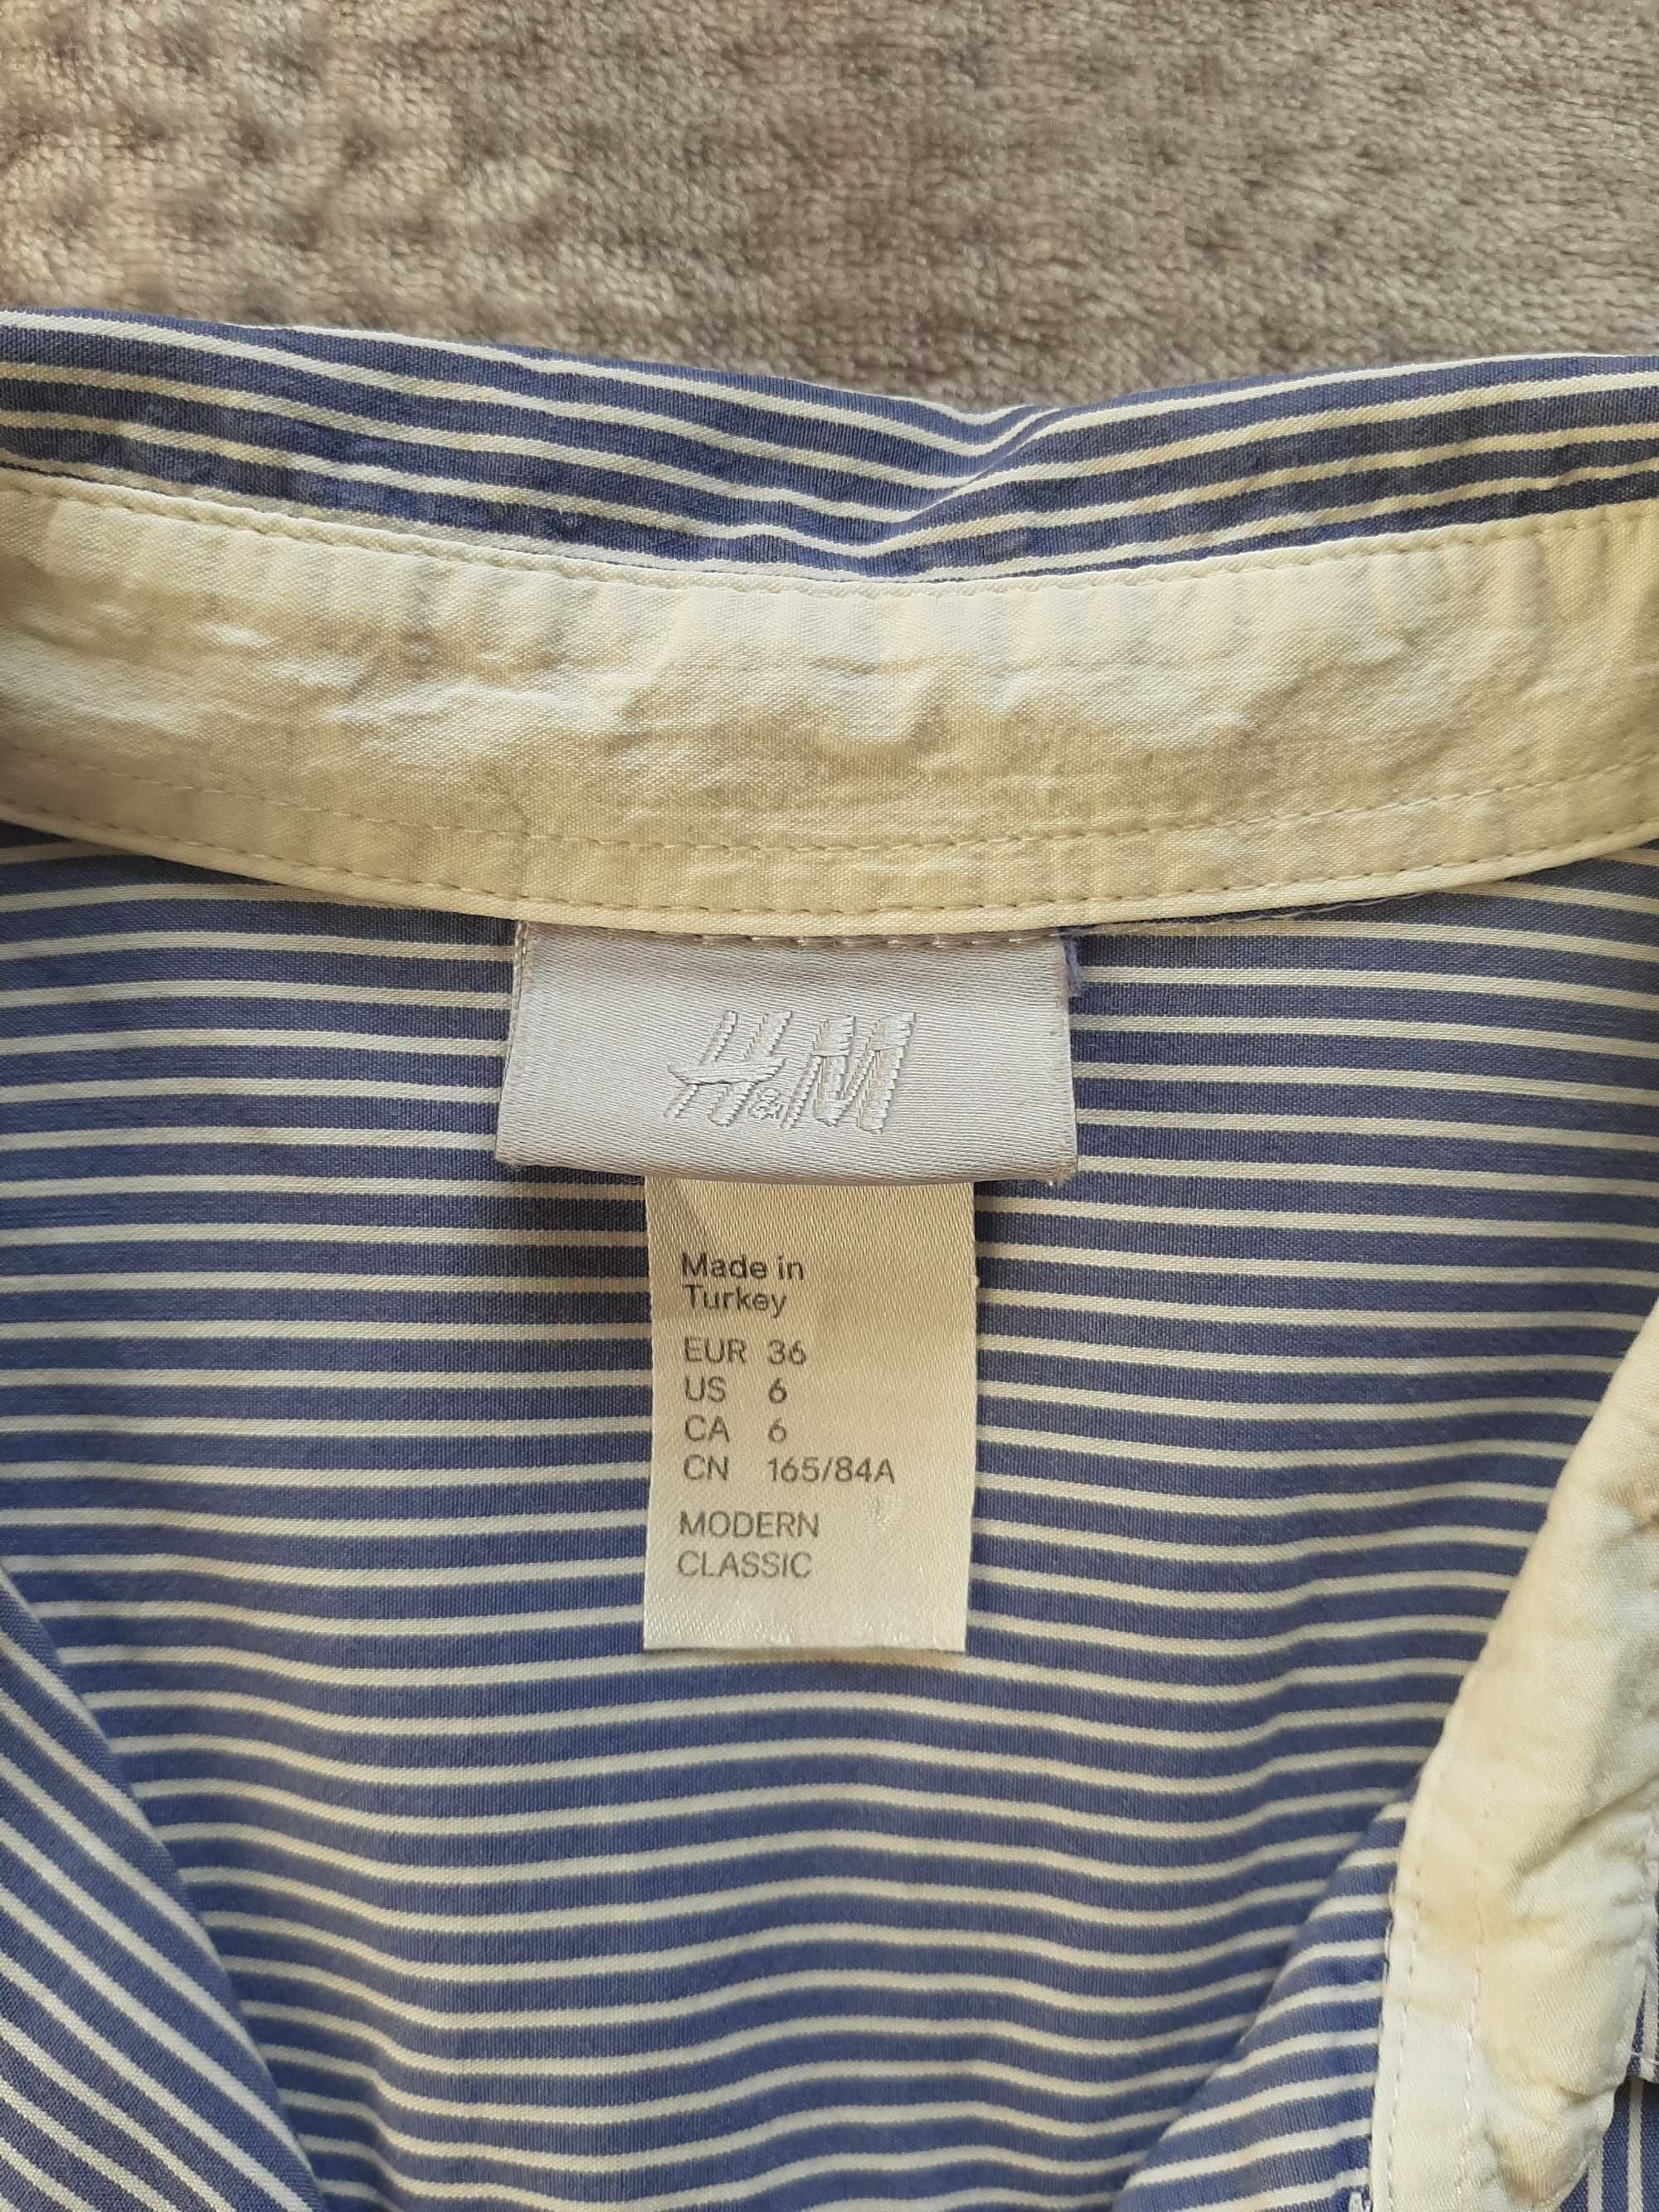 H&M
Made in
Turkey
EUR 36
US 6
CA 6
CN 165/84A
MODERN
CLASSIC